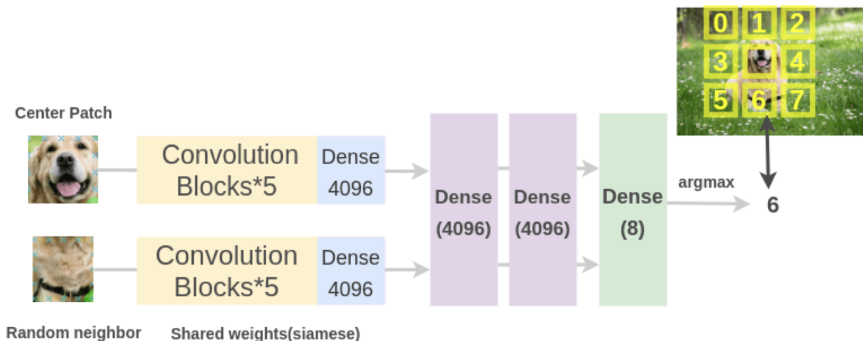 0 1 2
3 4
5 6 7
Center Patch
Convolution
Blocks*5
Dense
4096
Dense
(4096)
Dense
(4096)
Dense
(8)
argmax
6
Convolution
Blocks*5
Dense
4096
Random neighbor
Shared weights(siamese)